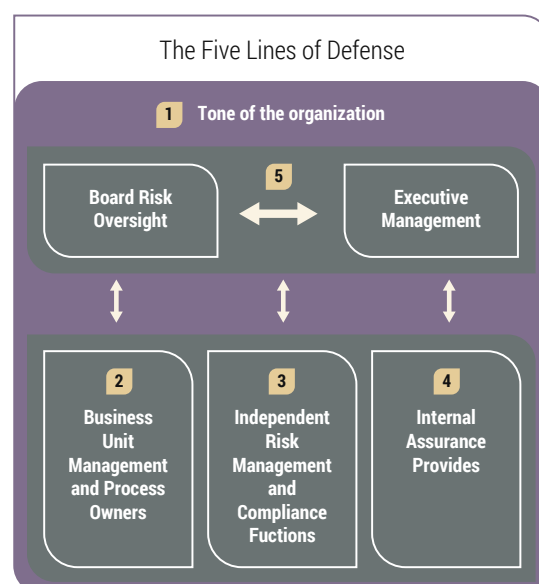 The Five Lines of Defense
1 Tone of the organization
Board Risk
Oversight
5
Executive
Management
2
Business
Unit
Management
and Process
Owners
3
Independent
Risk
Management
and
Compliance
Fuctions
4
Internal
Assurance
Provides